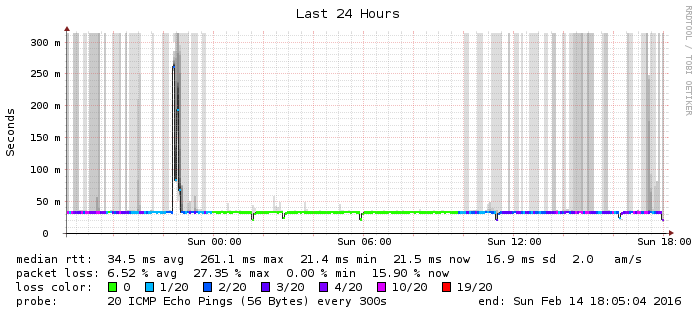 Last 24 Hours
RRDTOOL / TOBI OETIKER
Seconds
300 m
250 m
200 m
150 m
100 m
50 m
0
Sun 00:00 Sun 06:00 Sun 12:00 Sun 18:00
median rtt: 34.5 ms avg 261.1 ms max 21.4 ms min 21.5 ms now 16.9 ms sd 2.0 am/s
packet loss: 6.52 % avg 27.35 % max 0.00 % min 15.90 % now
loss color: 0 1/20 2/20 3/20 4/20 10/20 19/20
probe: 20 ICMP Echo Pings (56 Bytes) every 300s end: Sun Feb 14 18:05:04 2016